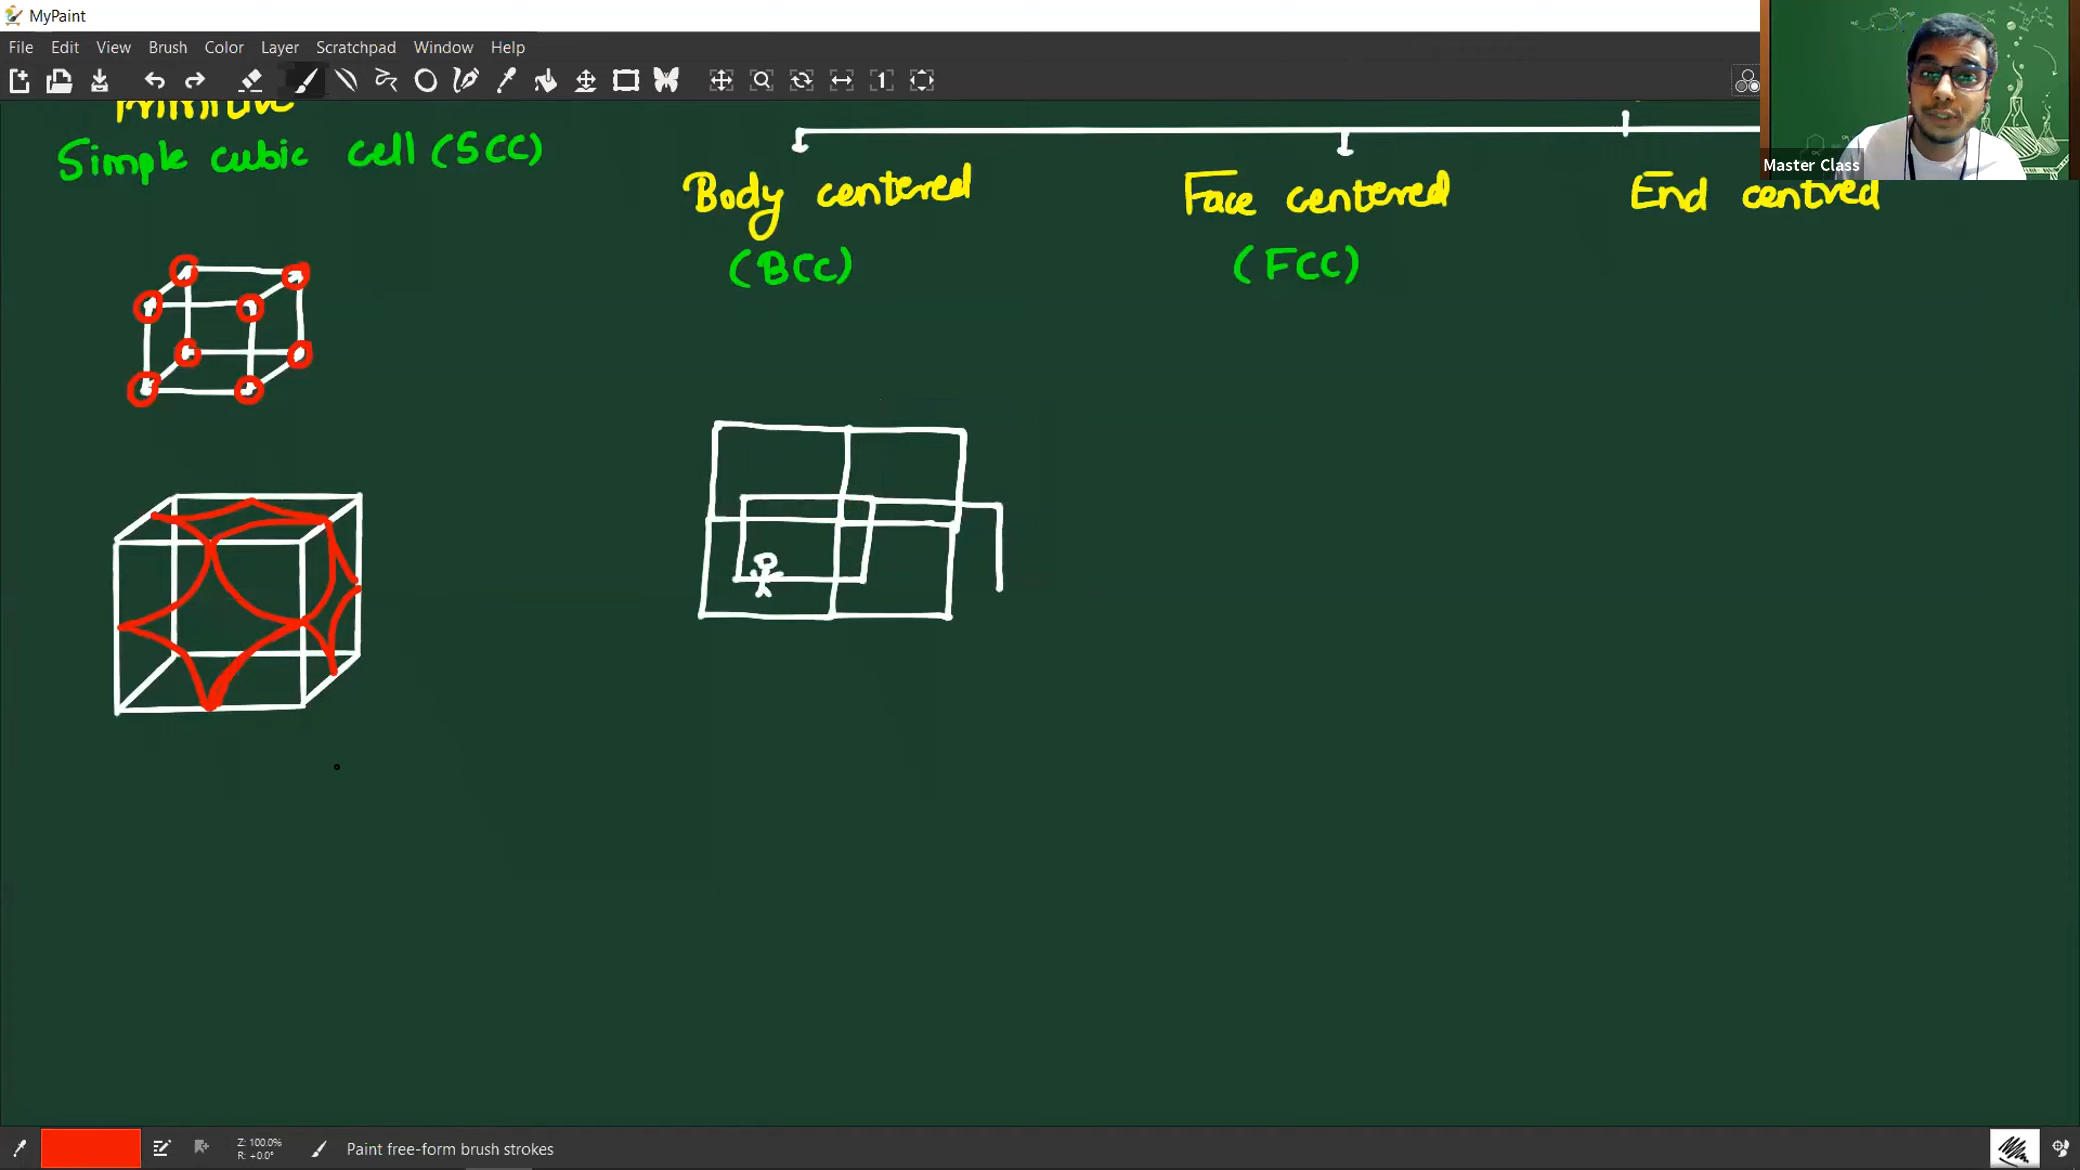 MyPaint
File Edit View Brush Color Layer Scratchpad Window Help
Master Class
Primitive
Simple cubic cell (SCC)
Body centered
(BCC)
Face centered
(FCC)
End centred
Z: 100.0%
R: +0.0°
Paint free-form brush strokes